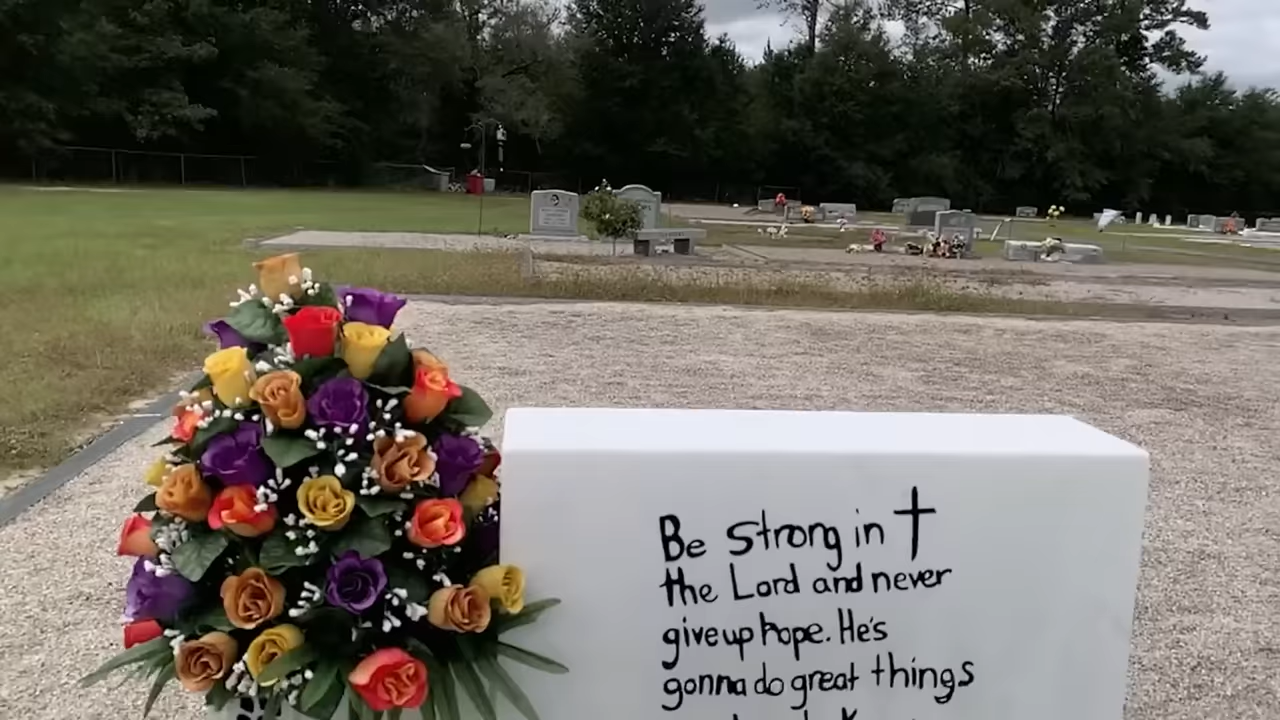 Be Strong in
the Lord and never
give up hope. He's
gonna do great things